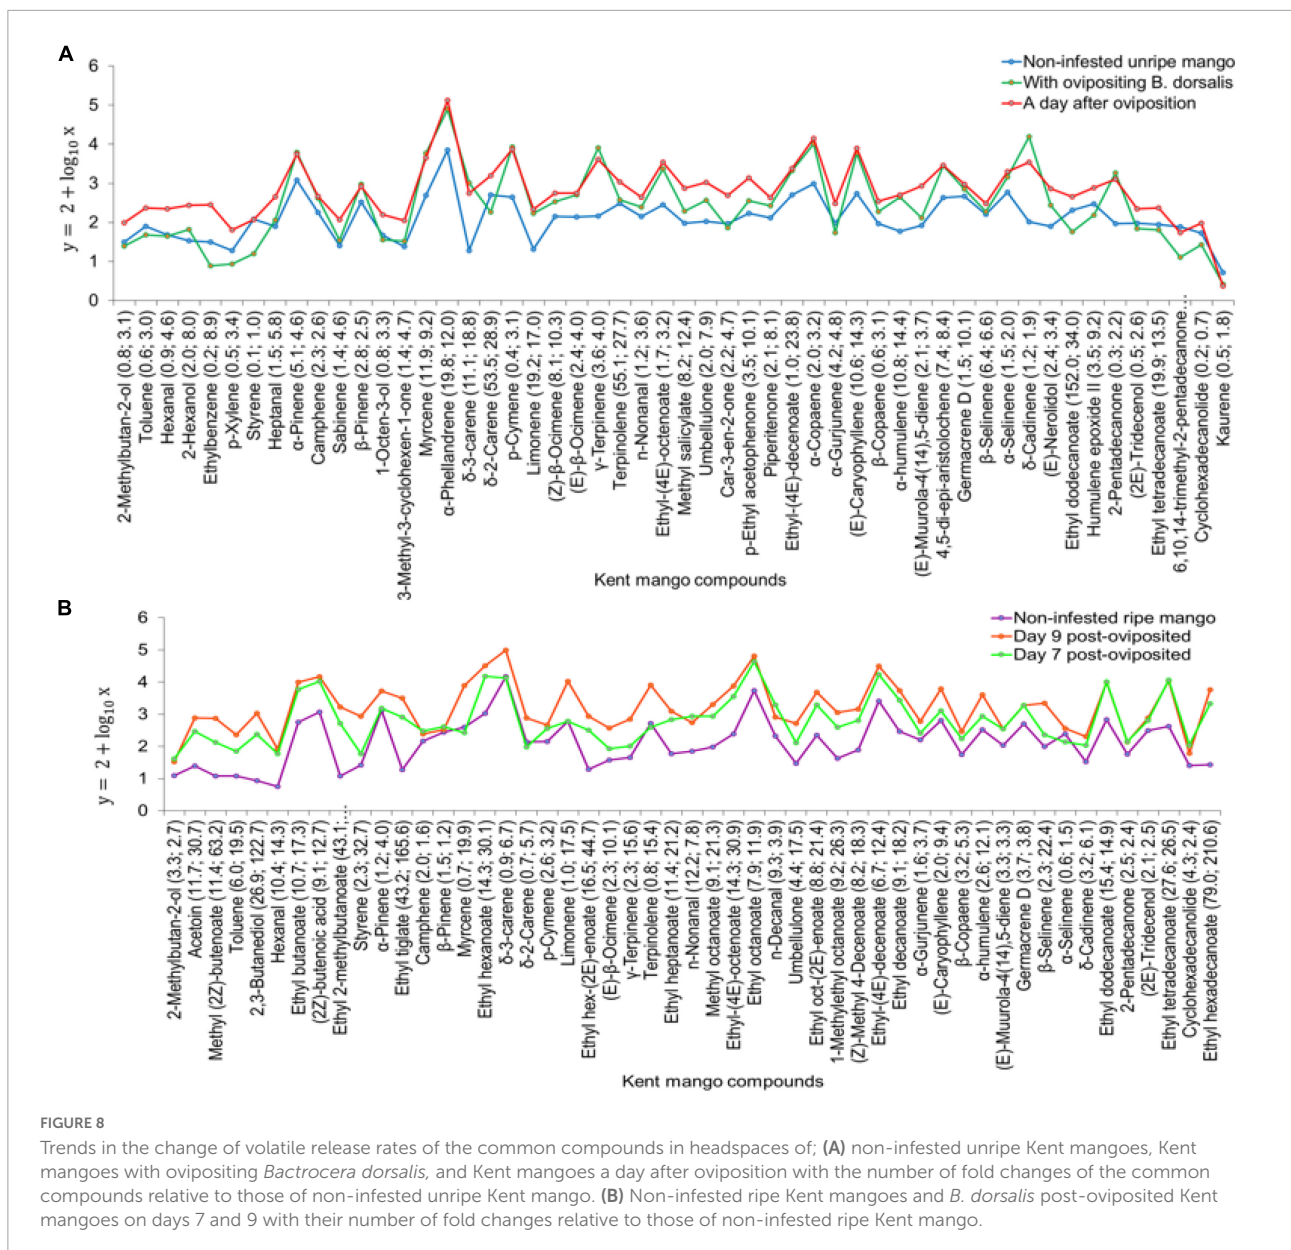 A
6
5
4
3
2
1
0
y = 2 + log10 x
Non-infested unripe mango
With ovipositing B. dorsalis
A day after oviposition
2-Methylbutan-2-ol (0.8; 3.1)
Toluene (0.6; 3.0)
Hexanal (0.9; 4.6)
2-Hexanol (2.0; 8.0)
Ethylbenzene (0.2; 8.9)
p-Xylene (0.5; 3.4)
Styrene (0.1; 1.0)
Heptanal (1.5; 5.8)
α-Pinene (5.1; 4.6)
Camphene (2.3; 2.6)
Sabinene (1.4; 4.6)
β-Pinene (2.8; 2.5)
1-Octen-3-ol (0.8; 3.3)
3-Methyl-3-cyclohexen-1-one (1.4; 4.7)
Myrcene (11.9; 9.2)
α-Phellandrene (19.8; 12.0)
δ-3-carene (11.1; 18.8)
δ-2-Carene (53.5; 28.9)
p-Cymene (0.4; 3.1)
Limonene (19.2; 17.0)
(Z)-β-Ocimene (8.1; 10.3)
(E)-β-Ocimene (2.4; 4.0)
γ-Terpinene (3.6; 4.0)
Terpinolene (55.1; 27.7)
n-Nonanal (1.2; 3.6)
Ethyl-(4E)-octenoate (1.7; 3.2)
Methyl salicylate (8.2; 12.4)
Umbellulone (2.0; 7.9)
Car-3-en-2-one (2.2; 4.7)
p-Ethyl acetophenone (3.5; 10.1)
Piperitenone (2.1; 8.1)
Ethyl-(4E)-decenoate (1.0; 23.8)
α-Copaene (2.0; 3.2)
α-Gurjunene (4.2; 4.8)
(E)-Caryophyllene (10.6; 14.3)
β-Copaene (0.6; 3.1)
α-humulene (10.8; 14.4)
(E)-Muurola-4(14),5-diene (2.1; 3.7)
4,5-di-epi-aristolochene (7.4; 8.4)
Germacrene D (1.5; 10.1)
β-Selinene (6.4; 6.6)
α-Selinene (1.5; 2.0)
δ-Cadinene (1.2; 1.9)
(E)-Nerolidol (2.4; 3.4)
Ethyl dodecanoate (152.0; 34.0)
Humulene epoxide II (3.5; 9.2)
2-Pentadecanone (0.3; 2.2)
(2E)-Tridecenol (0.5; 2.6)
Ethyl tetradecanoate (19.9; 13.5)
6,10,14-trimethyl-2-pentadecanone…
Cyclohexadecanolide (0.2; 0.7)
Kaurene (0.5; 1.8)
Kent mango compounds
B
6
5
4
3
2
1
0
y = 2 + log10 x
Non-infested ripe mango
Day 9 post-oviposited
Day 7 post-oviposited
2-Methylbutan-2-ol (3.3; 2.7)
Acetoin (11.7; 30.7)
Methyl (2Z)-butenoate (11.4; 63.2)
Toluene (6.0; 19.5)
2,3-Butanediol (26.9; 122.7)
Hexanal (10.4; 14.3)
Ethyl butanoate (10.7; 17.3)
(2Z)-butenoic acid (9.1; 12.7)
Ethyl 2-methylbutanoate (43.1;…
Styrene (2.3; 32.7)
α-Pinene (1.2; 4.0)
Ethyl tiglate (43.2; 165.6)
Camphene (2.0; 1.6)
β-Pinene (1.5; 1.2)
Myrcene (0.7; 19.9)
Ethyl hexanoate (14.3; 30.1)
δ-3-carene (0.9; 6.7)
δ-2-Carene (0.7; 5.7)
p-Cymene (2.6; 3.2)
Limonene (1.0; 17.5)
Ethyl hex-(2E)-enoate (16.5; 44.7)
(E)-β-Ocimene (2.3; 10.1)
γ-Terpinene (2.3; 15.6)
Terpinolene (0.8; 15.4)
Ethyl heptanoate (11.4; 21.2)
n-Nonanal (12.2; 7.8)
Methyl octanoate (9.1; 21.3)
Ethyl-(4E)-octenoate (14.3; 30.9)
Ethyl octanoate (7.9; 11.9)
n-Decanal (9.3; 3.9)
Umbellulone (4.4; 17.5)
Ethyl oct-(2E)-enoate (8.8; 21.4)
1-Methylethyl octanoate (9.2; 26.3)
(Z)-Methyl 4-Decenoate (8.2; 18.3)
Ethyl-(4E)-decenoate (6.7; 12.4)
Ethyl decanoate (9.1; 18.2)
α-Gurjunene (1.6; 3.7)
(E)-Caryophyllene (2.0; 9.4)
β-Copaene (3.2; 5.3)
α-humulene (2.6; 12.1)
(E)-Muurola-4(14),5-diene (3.3; 3.3)
Germacrene D (3.7; 3.8)
β-Selinene (2.3; 22.4)
α-Selinene (0.6; 1.5)
δ-Cadinene (3.2; 6.1)
Ethyl dodecanoate (15.4; 14.9)
2-Pentadecanone (2.5; 2.4)
(2E)-Tridecenol (2.1; 2.5)
Ethyl tetradecanoate (27.6; 26.5)
Cyclohexadecanolide (4.3; 2.4)
Ethyl hexadecanoate (79.0; 210.6)
Kent mango compounds
FIGURE 8
Trends in the change of volatile release rates of the common compounds in headspaces of; (A) non-infested unripe Kent mangoes, Kent
mangoes with ovipositing Bactrocera dorsalis, and Kent mangoes a day after oviposition with the number of fold changes of the common
compounds relative to those of non-infested unripe Kent mango. (B) Non-infested ripe Kent mangoes and B. dorsalis post-oviposited Kent
mangoes on days 7 and 9 with their number of fold changes relative to those of non-infested ripe Kent mango.